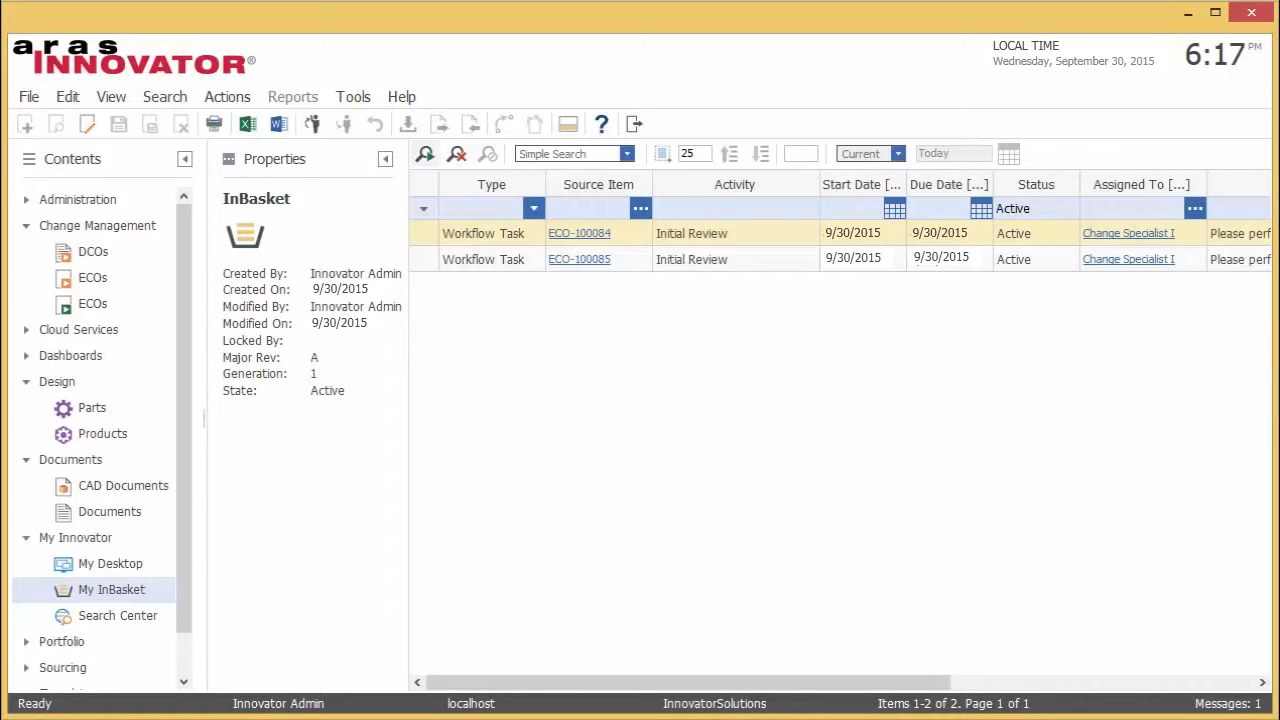 aras
INNOVATOR®
LOCAL TIME
Wednesday, September 30, 2015
6:17 PM
File Edit View Search Actions Reports Tools Help
Contents
Properties
Simple Search
25
Current
Today
Type Source Item Activity Start Date [... Due Date [...] Status Assigned To [...]
Active
Workflow Task ECO-100084 Initial Review 9/30/2015 9/30/2015 Active Change Specialist I Please perf
Workflow Task ECO-100085 Initial Review 9/30/2015 9/30/2015 Active Change Specialist I Please perf
Administration
Change Management
DCOs
ECOs
ECOs
Cloud Services
Dashboards
Design
Parts
Products
Documents
CAD Documents
Documents
My Innovator
My Desktop
My InBasket
Search Center
Portfolio
Sourcing
InBasket
Created By: Innovator Admin
Created On: 9/30/2015
Modified By: Innovator Admin
Modified On: 9/30/2015
Locked By:
Major Rev: A
Generation: 1
State: Active
Ready Innovator Admin localhost InnovatorSolutions Items 1-2 of 2. Page 1 of 1 Messages: 1